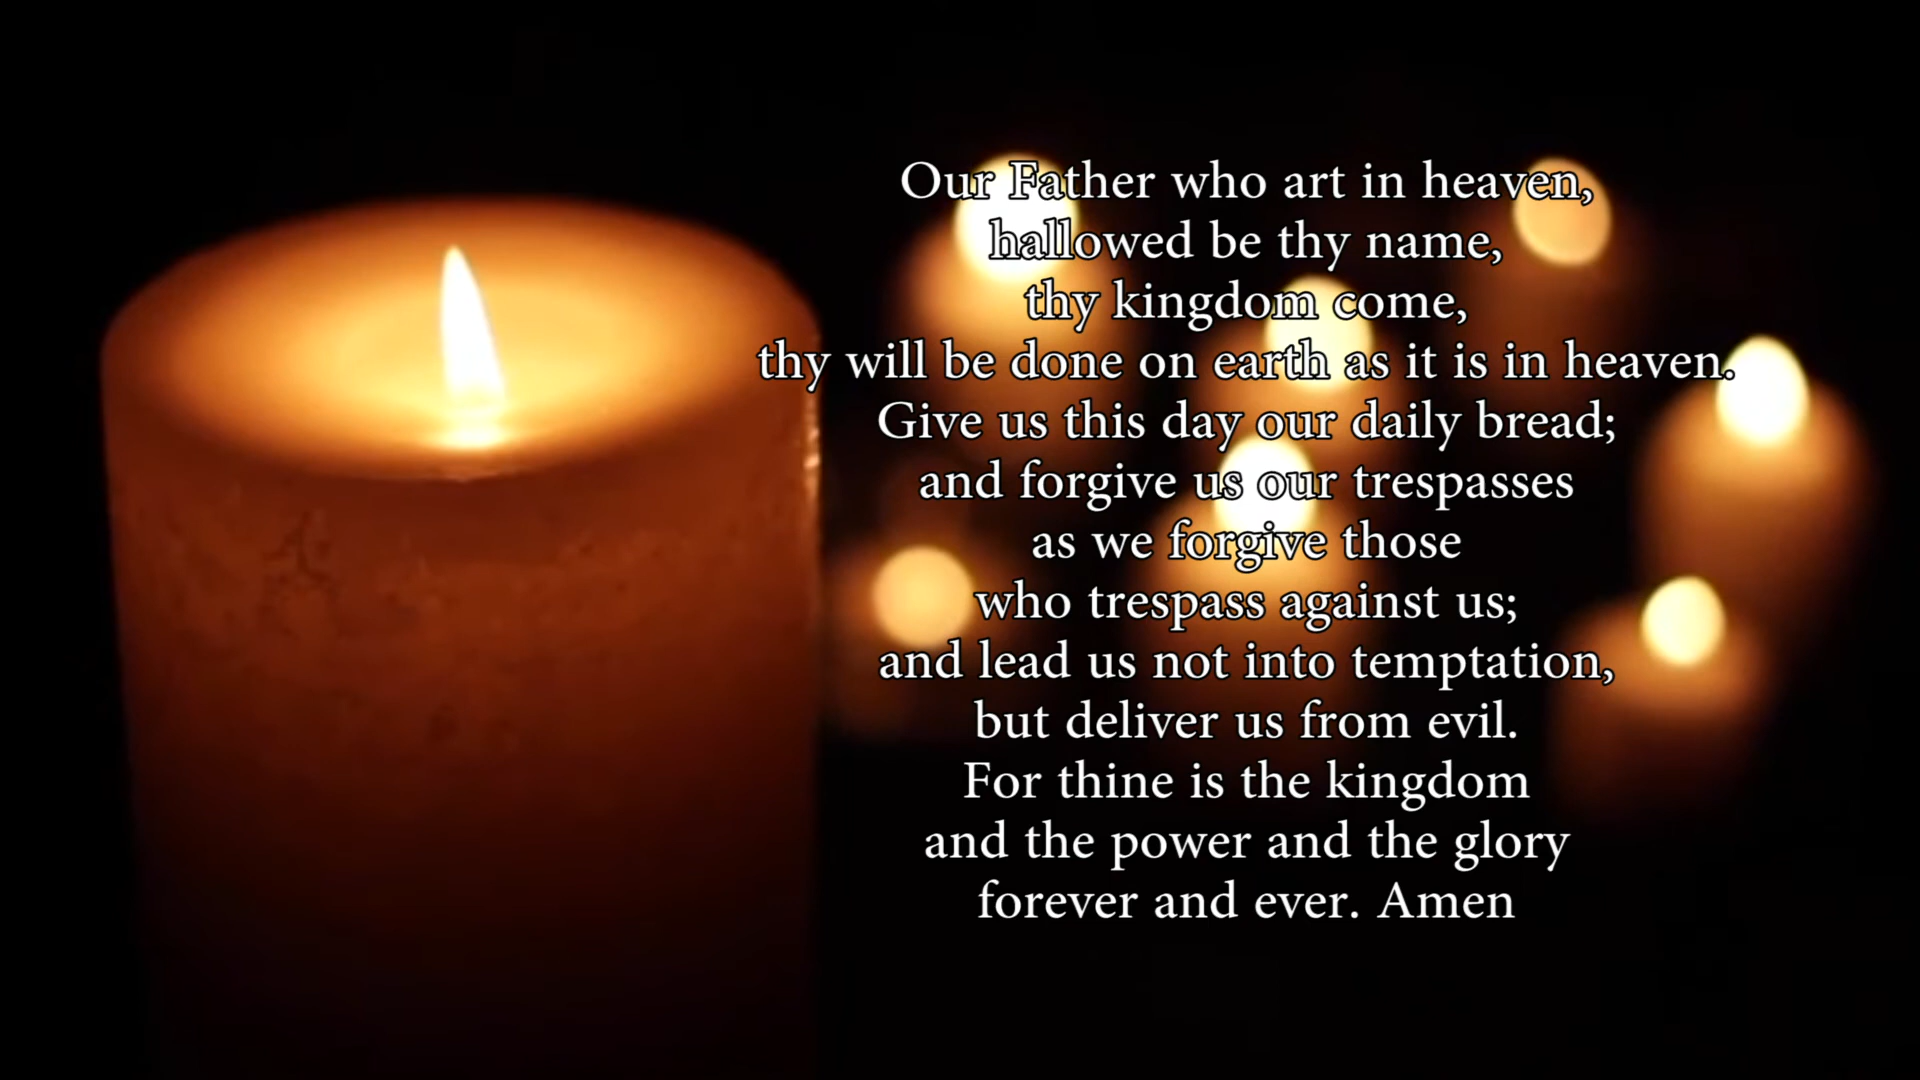 Our Father who art in heaven,
hallowed be thy name,
thy kingdom come,
thy will be done on earth as it is in heaven.
Give us this day our daily bread;
and forgive us our trespasses
as we forgive those
who trespass against us;
and lead us not into temptation,
but deliver us from evil.
For thine is the kingdom
and the power and the glory
forever and ever. Amen